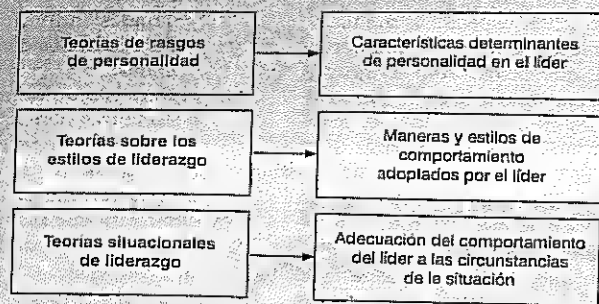 Teorías de rasgos
de personalidad
Características determinantes
de personalidad en el líder
Teorías sobre los
estilos de liderazgo
Maneras y estilos de
comportamiento
adoptados por el líder
Teorías situacionales
de liderazgo
Adecuación del comportamiento
del líder a las circunstancias
de la situación